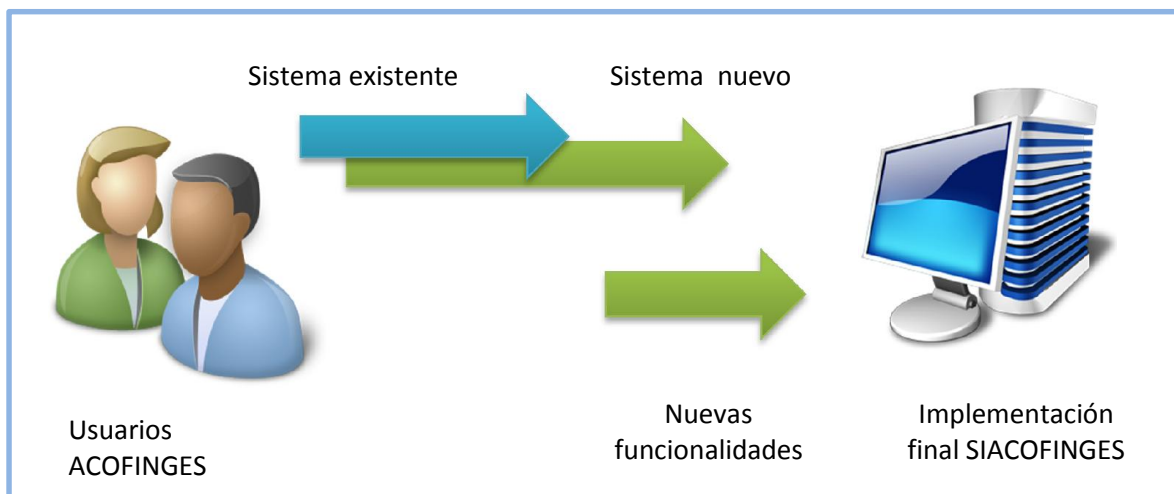 Sistema existente
Sistema nuevo
Usuarios
ACOFINGES
Nuevas
funcionalidades
Implementación
final SIACOFINGES